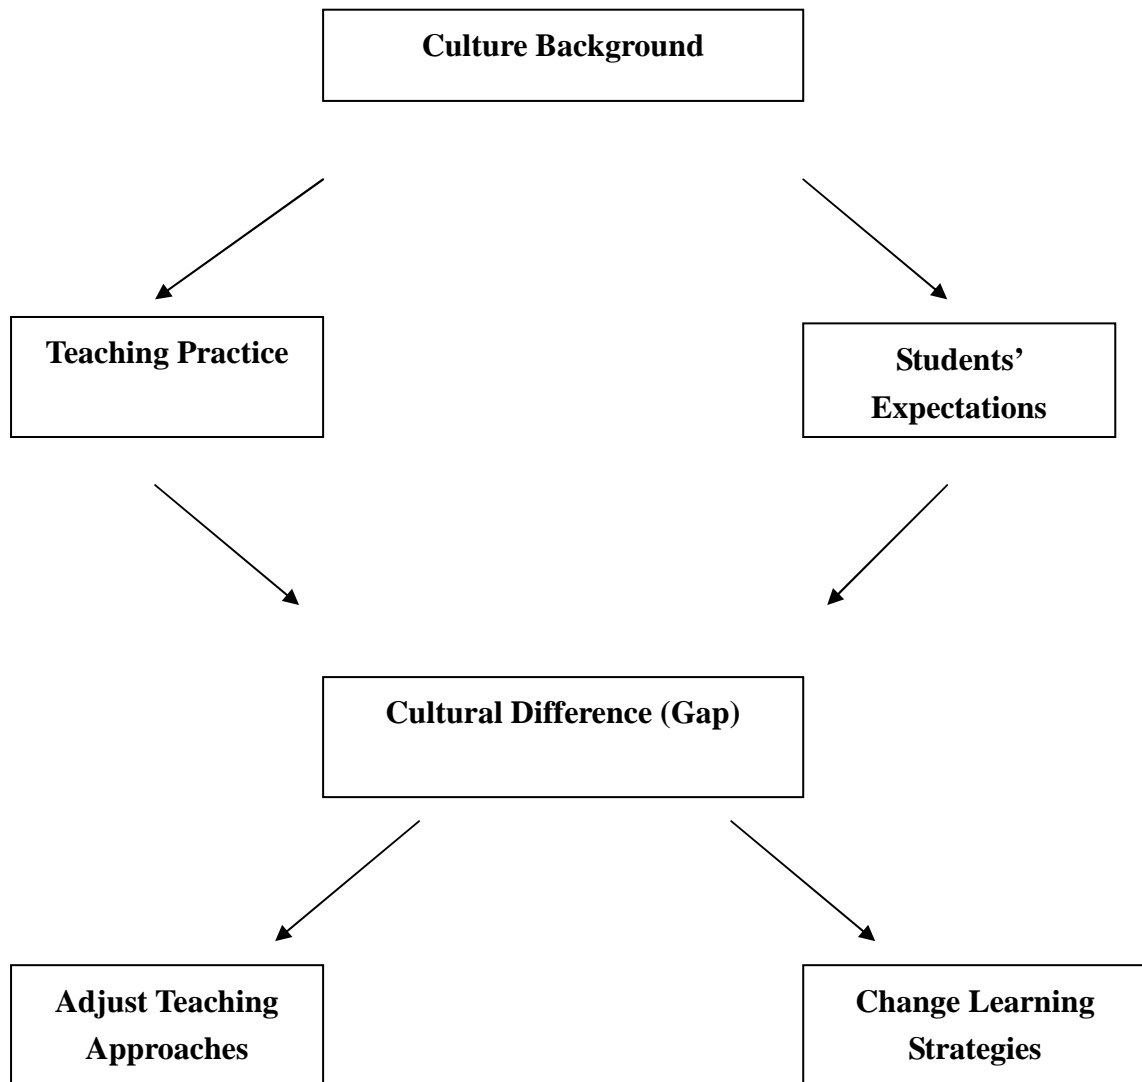 Culture Background
Teaching Practice
Students’
Expectations
Cultural Difference (Gap)
Adjust Teaching
Approaches
Change Learning
Strategies